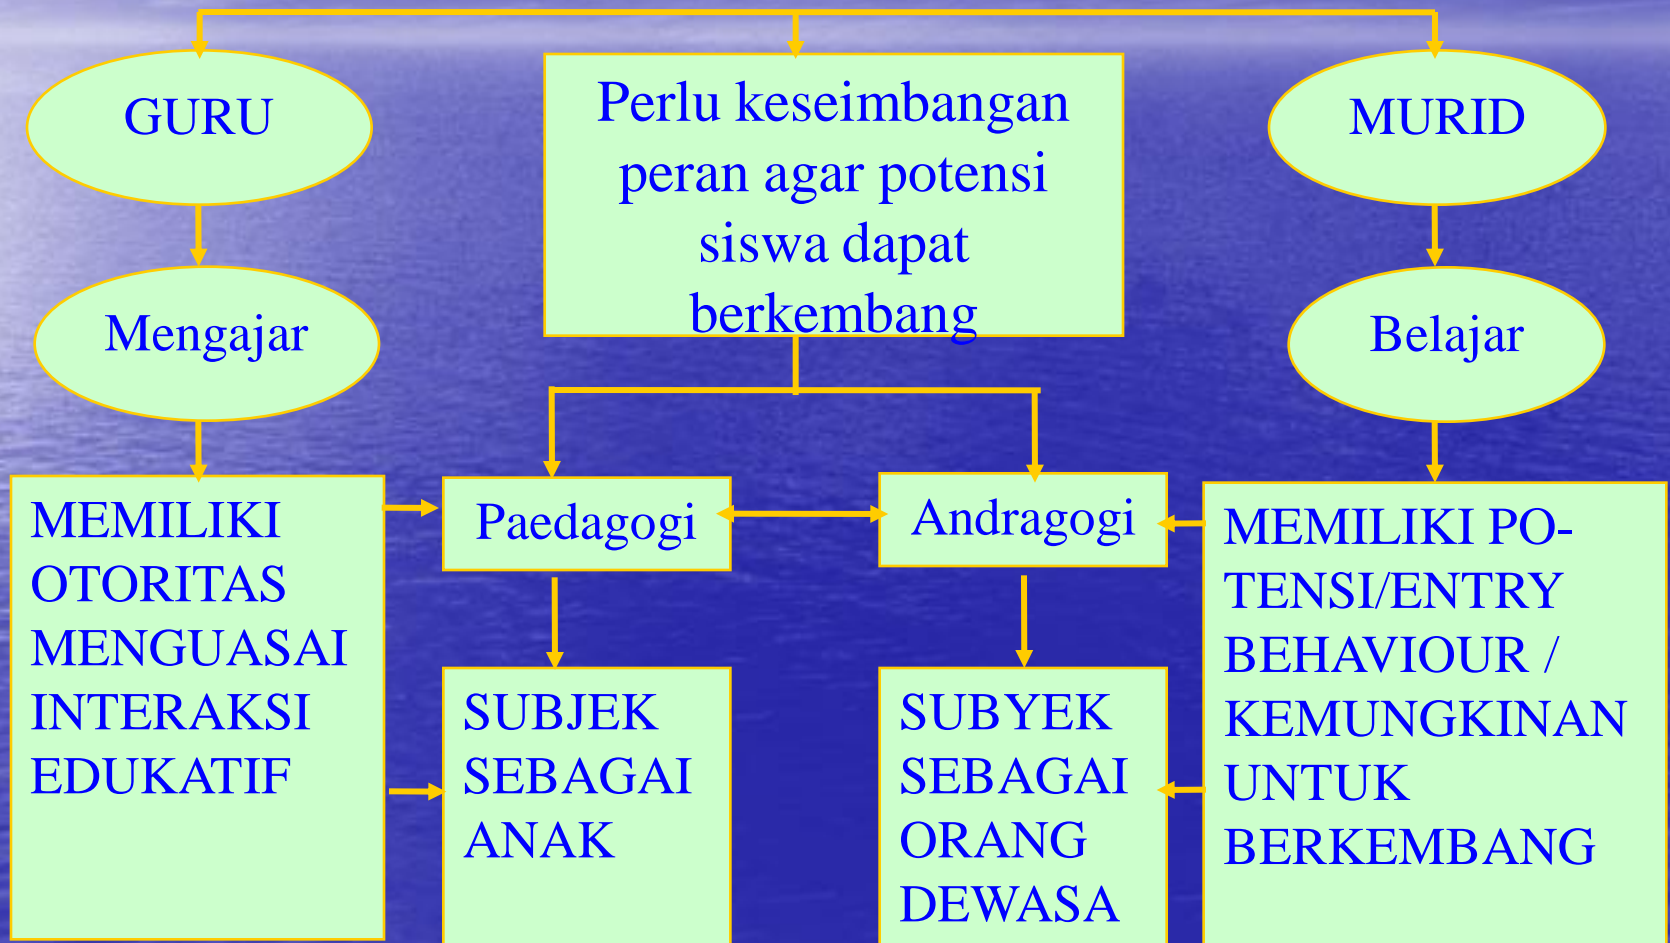 GURU
Perlu keseimbangan
peran agar potensi
siswa dapat
berkembang
MURID
Mengajar
Belajar
MEMILIKI
OTORITAS
MENGUASAI
INTERAKSI
EDUKATIF
Paedagogi
Andragogi
MEMILIKI PO-
TENSI/ENTRY
BEHAVIOUR /
KEMUNGKINAN
UNTUK
BERKEMBANG
SUBJEK
SEBAGAI
ANAK
SUBYEK
SEBAGAI
ORANG
DEWASA